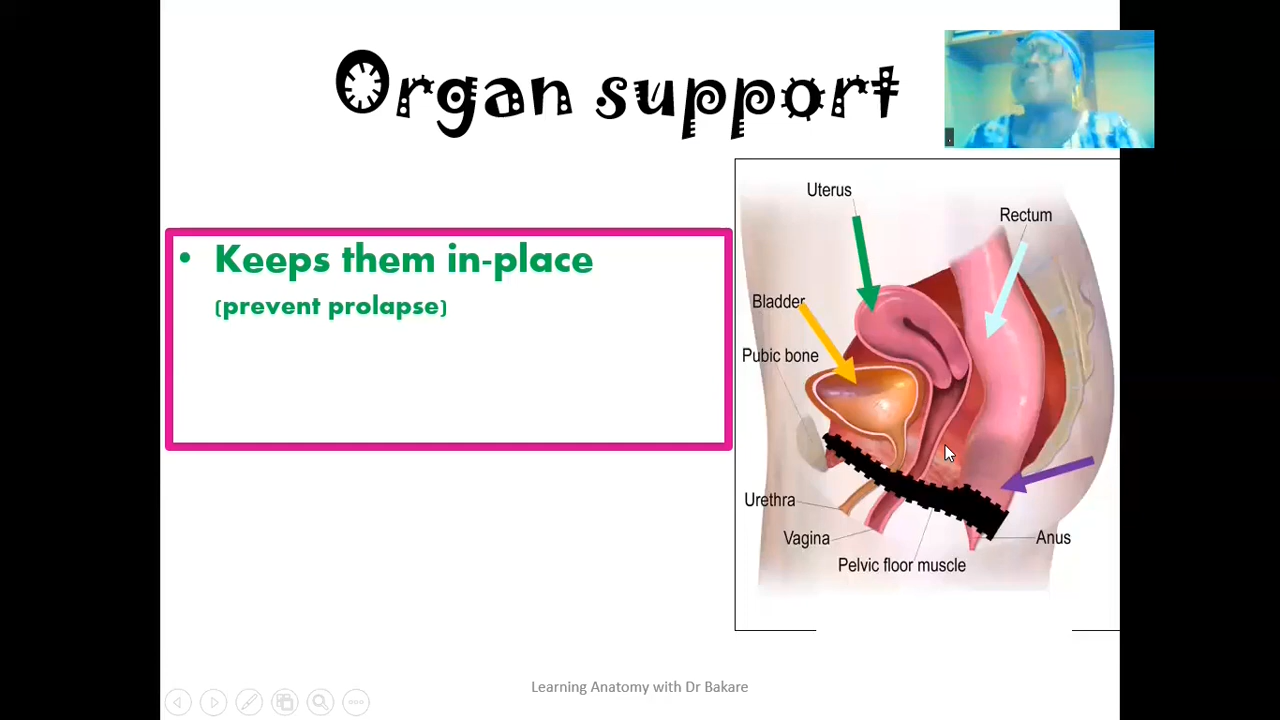 Organ support
• Keeps them in-place
(prevent prolapse)
Uterus
Rectum
Bladder
Pubic bone
Urethra
Vagina
Anus
Pelvic floor muscle
Learning Anatomy with Dr Bakare